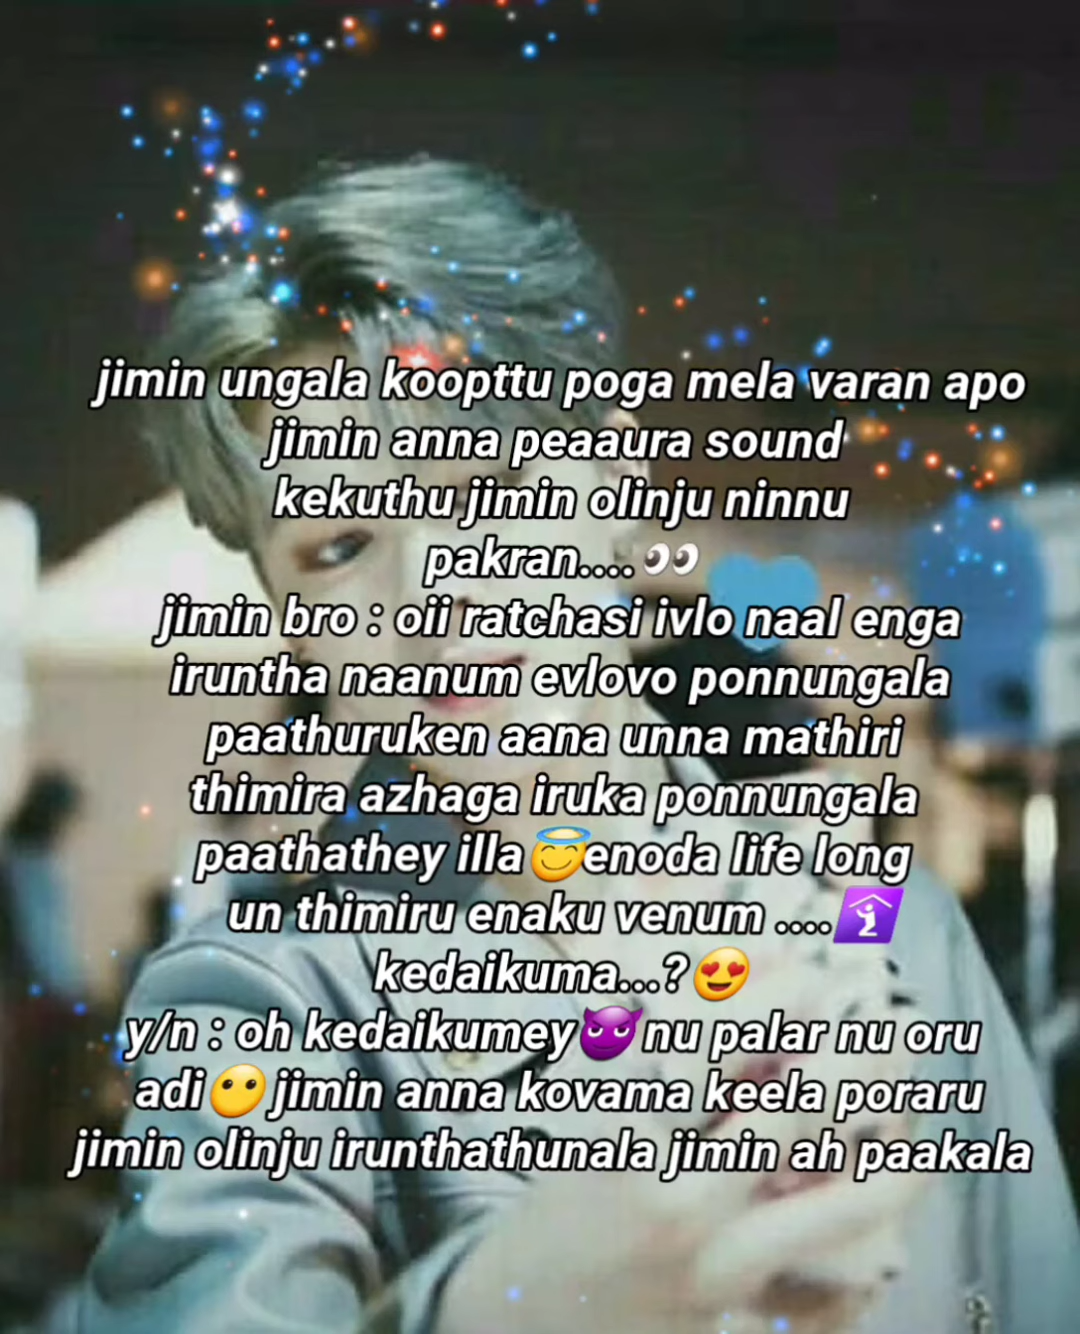 jimin ungala koopttu poga mela varan apo
jimin anna peaaura sound
kekuthu jimin olinju ninnu
pakran....👀
jimin bro : oii ratchasi ivlo naal enga
iruntha naanum evlovo ponnungala
paathuruken aana unna mathiri
thimira azhaga iruka ponnungala
paathathey illa😇enoda life long
un thimiru enaku venum ....🛐
kedaikuma...?😍
y/n : oh kedaikumey😈nu palar nu oru
adi😶jimin anna kovama keela poraru
jimin olinju irunthathunala jimin ah paakala